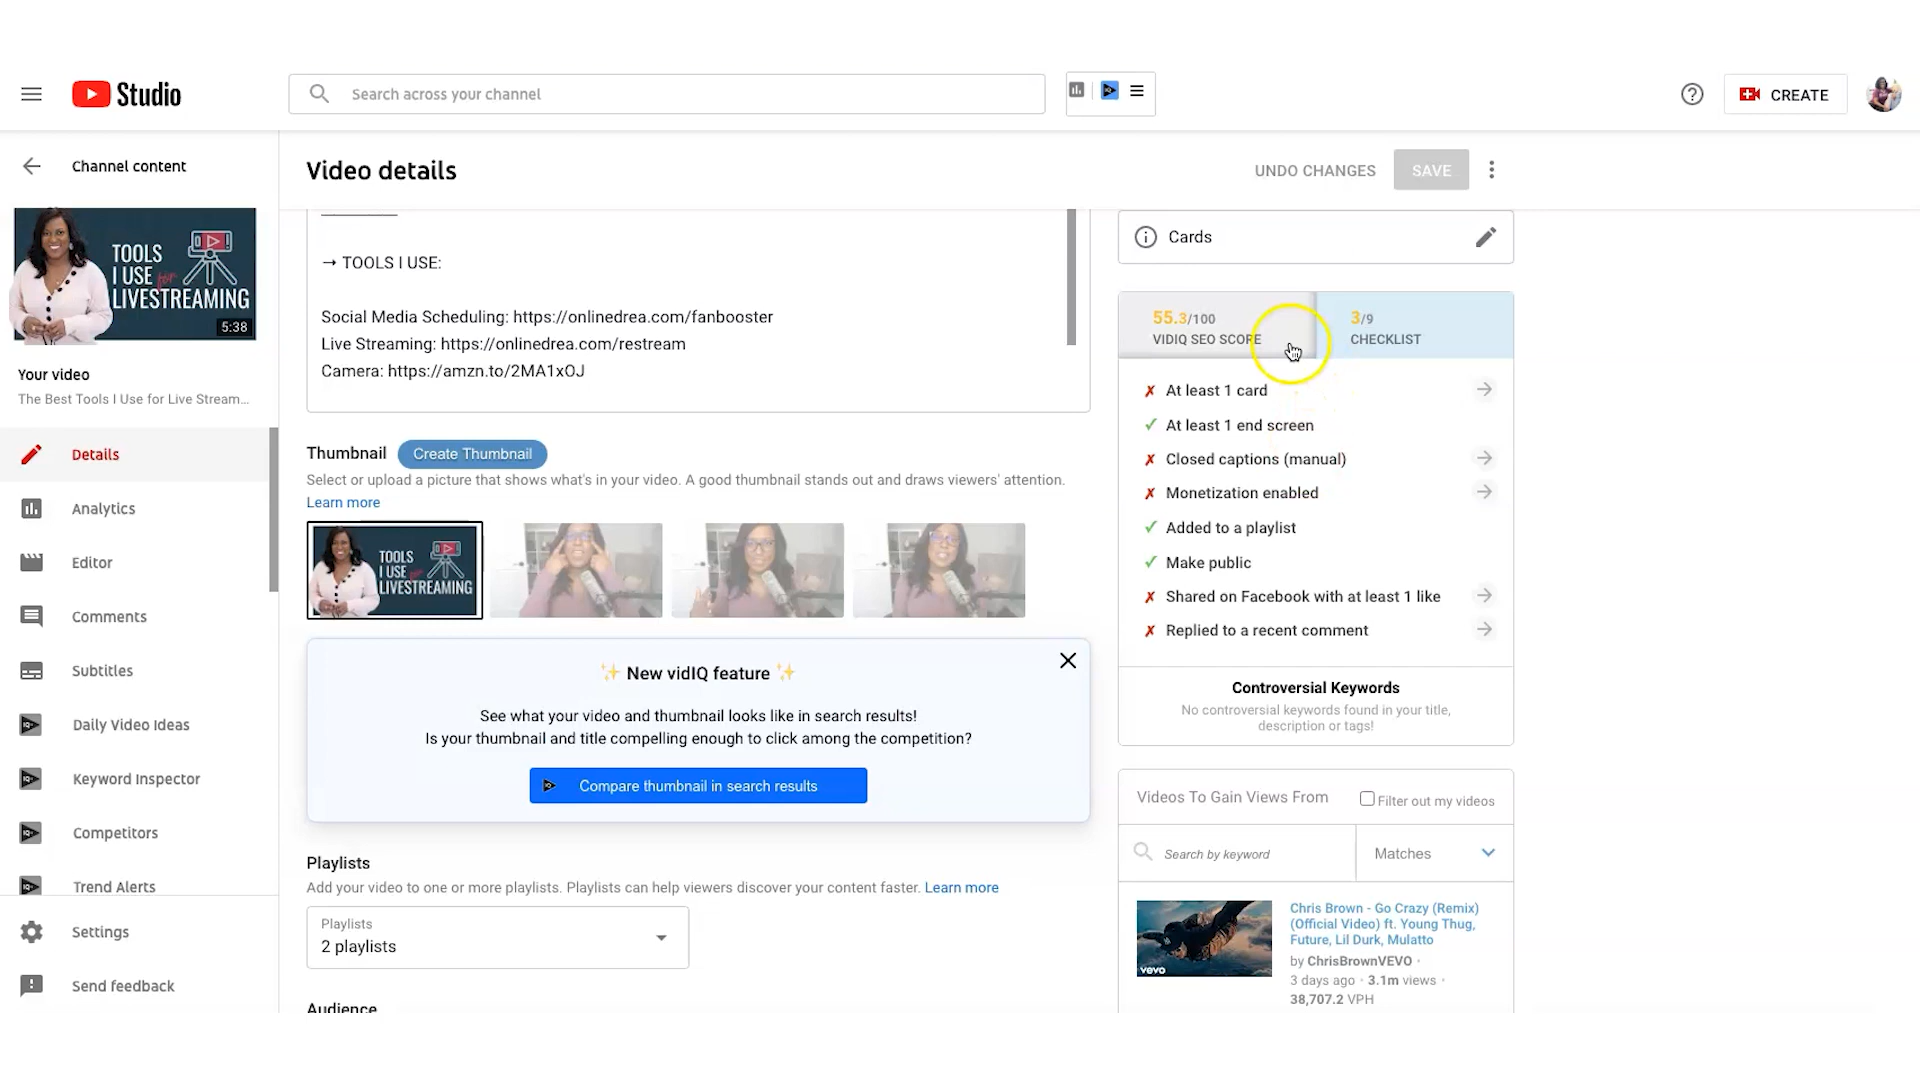 Studio
Search across your channel
CREATE
Channel content
Video details
UNDO CHANGES
SAVE
TOOLS
I USE for
LIVESTREAMING
5:38
Your video
The Best Tools I Use for Live Stream...
Details
Analytics
Editor
Comments
Subtitles
Daily Video Ideas
Keyword Inspector
Competitors
Trend Alerts
Settings
Send feedback
→ TOOLS I USE:
Social Media Scheduling: https://onlinedrea.com/fanbooster
Live Streaming: https://onlinedrea.com/restream
Camera: https://amzn.to/2MA1xOJ
Thumbnail
Create Thumbnail
Select or upload a picture that shows what's in your video. A good thumbnail stands out and draws viewers' attention.
Learn more
TOOLS
I USE for
LIVESTREAMING
✨ New vidIQ feature ✨
See what your video and thumbnail looks like in search results!
Is your thumbnail and title compelling enough to click among the competition?
Compare thumbnail in search results
Playlists
Add your video to one or more playlists. Playlists can help viewers discover your content faster. Learn more
Playlists
2 playlists
Audience
Cards
55.3/100
VIDIQ SEO SCORE
3/9
CHECKLIST
✗ At least 1 card
✓ At least 1 end screen
✗ Closed captions (manual)
✗ Monetization enabled
✓ Added to a playlist
✓ Make public
✗ Shared on Facebook with at least 1 like
✗ Replied to a recent comment
Controversial Keywords
No controversial keywords found in your title,
description or tags!
Videos To Gain Views From
Filter out my videos
Search by keyword
Matches
vevo
Chris Brown - Go Crazy (Remix)
(Official Video) ft. Young Thug,
Future, Lil Durk, Mulatto
by ChrisBrownVEVO ·
3 days ago · 3.1m views ·
38,707.2 VPH